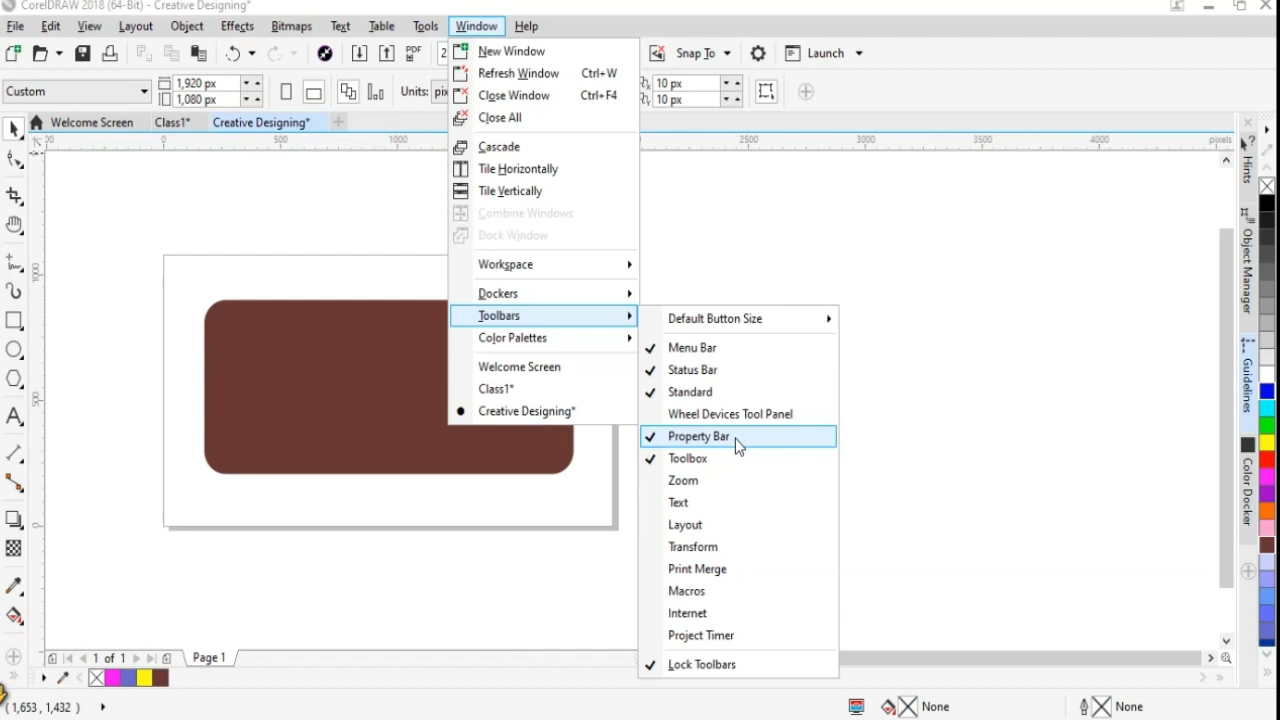 CorelDRAW 2018 (64-Bit) - Creative Designing*
File Edit View Layout Object Effects Bitmaps Text Table Tools Window Help
PDF Snap To Launch
Custom 1,920 px 1,080 px Units: 10 px 10 px
Welcome Screen Class1* Creative Designing*
0 500 1000 2500 3000 3500 4000 pixels
1000
500
0
New Window
Refresh Window Ctrl+W
Close Window Ctrl+F4
Close All
Cascade
Tile Horizontally
Tile Vertically
Combine Windows
Dock Window
Workspace
Dockers
Toolbars
Color Palettes
Welcome Screen
Class1*
Creative Designing*
Default Button Size
Menu Bar
Status Bar
Standard
Wheel Devices Tool Panel
Property Bar
Toolbox
Zoom
Text
Layout
Transform
Print Merge
Macros
Internet
Project Timer
Lock Toolbars
Hints
Object Manager
Guidelines
Color Docker
1 of 1 Page 1
( 1,653 , 1,432 ) None None